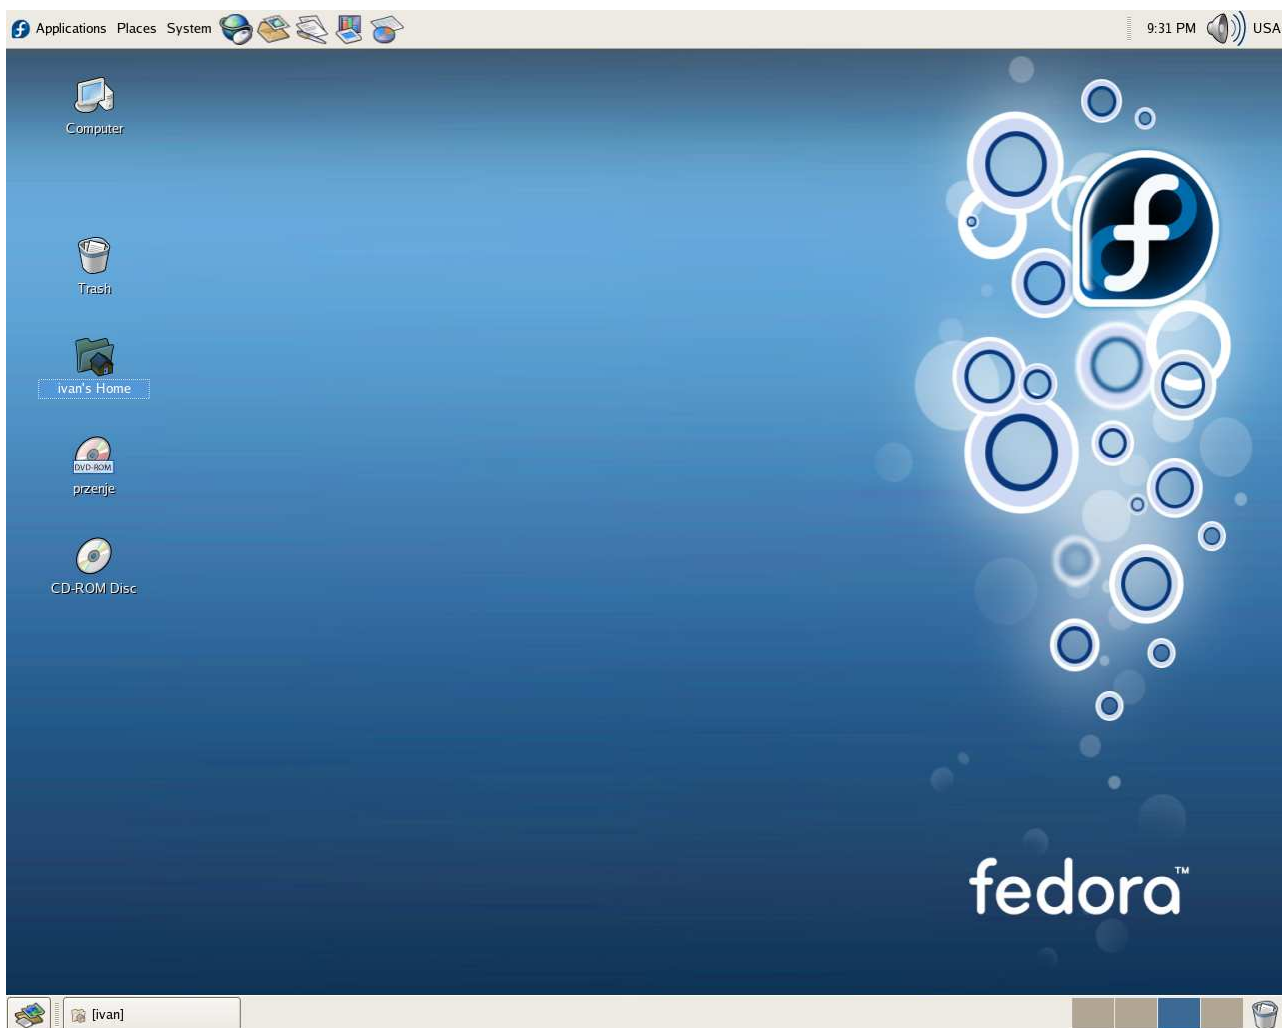 Applications Places System 9:31 PM USA
Computer
Trash
ivan's Home
DVD-ROM
przenje
CD-ROM Disc
fedora™
[ivan]